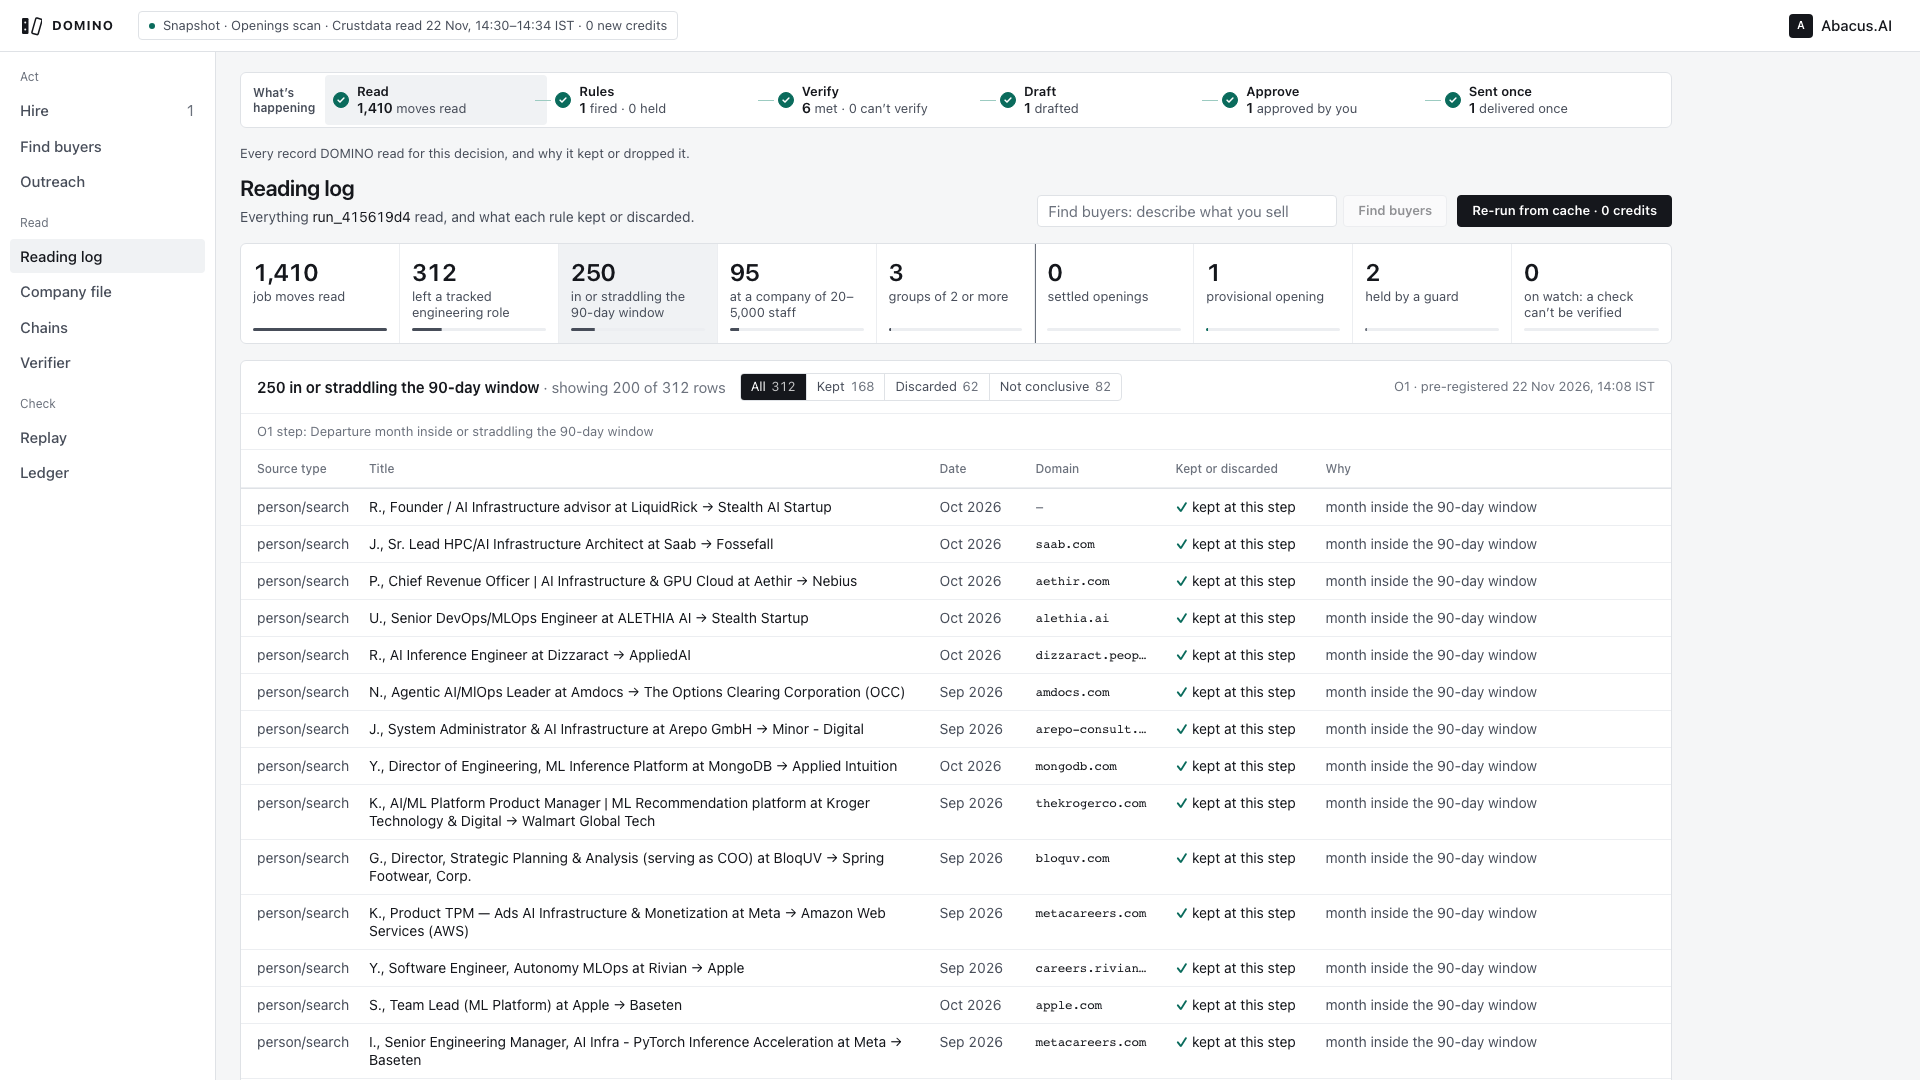 DOMINO
Snapshot · Openings scan · Crustdata read 22 Nov, 14:30–14:34 IST · 0 new credits
A Abacus.AI
Act
Hire 1
Find buyers
Outreach
Read
Reading log
Company file
Chains
Verifier
Check
Replay
Ledger
What's happening
Read
1,410 moves read
Rules
1 fired · 0 held
Verify
6 met · 0 can't verify
Draft
1 drafted
Approve
1 approved by you
Sent once
1 delivered once
Every record DOMINO read for this decision, and why it kept or dropped it.
Reading log
Everything run_415619d4 read, and what each rule kept or discarded.
Find buyers: describe what you sell
Find buyers
Re-run from cache · 0 credits
1,410
job moves read
312
left a tracked
engineering role
250
in or straddling the
90-day window
95
at a company of 20–
5,000 staff
3
groups of 2 or more
0
settled openings
1
provisional opening
2
held by a guard
0
on watch: a check
can't be verified
250 in or straddling the 90-day window · showing 200 of 312 rows
All 312 Kept 168 Discarded 62 Not conclusive 82
O1 · pre-registered 22 Nov 2026, 14:08 IST
O1 step: Departure month inside or straddling the 90-day window
Source type Title Date Domain Kept or discarded Why
person/search R., Founder / AI Infrastructure advisor at LiquidRick → Stealth AI Startup Oct 2026 – ✓ kept at this step month inside the 90-day window
person/search J., Sr. Lead HPC/AI Infrastructure Architect at Saab → Fossefall Oct 2026 saab.com ✓ kept at this step month inside the 90-day window
person/search P., Chief Revenue Officer | AI Infrastructure & GPU Cloud at Aethir → Nebius Oct 2026 aethir.com ✓ kept at this step month inside the 90-day window
person/search U., Senior DevOps/MLOps Engineer at ALETHIA AI → Stealth Startup Oct 2026 alethia.ai ✓ kept at this step month inside the 90-day window
person/search R., AI Inference Engineer at Dizzaract → AppliedAI Oct 2026 dizzaract.peop… ✓ kept at this step month inside the 90-day window
person/search N., Agentic AI/MlOps Leader at Amdocs → The Options Clearing Corporation (OCC) Sep 2026 amdocs.com ✓ kept at this step month inside the 90-day window
person/search J., System Administrator & AI Infrastructure at Arepo GmbH → Minor - Digital Sep 2026 arepo-consult.… ✓ kept at this step month inside the 90-day window
person/search Y., Director of Engineering, ML Inference Platform at MongoDB → Applied Intuition Oct 2026 mongodb.com ✓ kept at this step month inside the 90-day window
person/search K., AI/ML Platform Product Manager | ML Recommendation platform at Kroger Sep 2026 thekrogerco.com ✓ kept at this step month inside the 90-day window
Technology & Digital → Walmart Global Tech
person/search G., Director, Strategic Planning & Analysis (serving as COO) at BloqUV → Spring Sep 2026 bloquv.com ✓ kept at this step month inside the 90-day window
Footwear, Corp.
person/search K., Product TPM — Ads AI Infrastructure & Monetization at Meta → Amazon Web Sep 2026 metacareers.com ✓ kept at this step month inside the 90-day window
Services (AWS)
person/search Y., Software Engineer, Autonomy MLOps at Rivian → Apple Sep 2026 careers.rivian… ✓ kept at this step month inside the 90-day window
person/search S., Team Lead (ML Platform) at Apple → Baseten Oct 2026 apple.com ✓ kept at this step month inside the 90-day window
person/search I., Senior Engineering Manager, AI Infra - PyTorch Inference Acceleration at Meta → Sep 2026 metacareers.com ✓ kept at this step month inside the 90-day window
Baseten